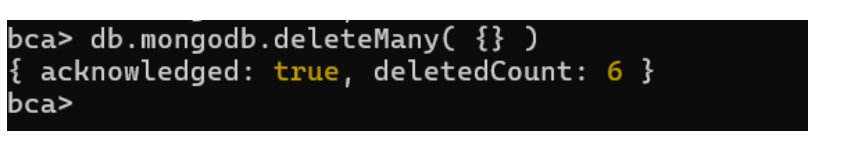 bca> db.mongodb.deleteMany( {} )
{ acknowledged: true, deletedCount: 6 }
bca>